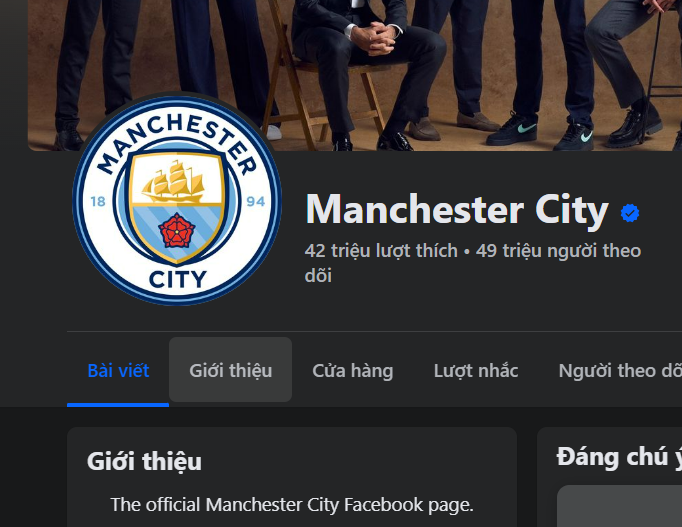 MANCHESTER
18 94
CITY
Manchester City
42 triệu lượt thích • 49 triệu người theo
dõi
Bài viết Giới thiệu Cửa hàng Lượt nhắc Người theo dõ
Giới thiệu
Đáng chú ý
The official Manchester City Facebook page.